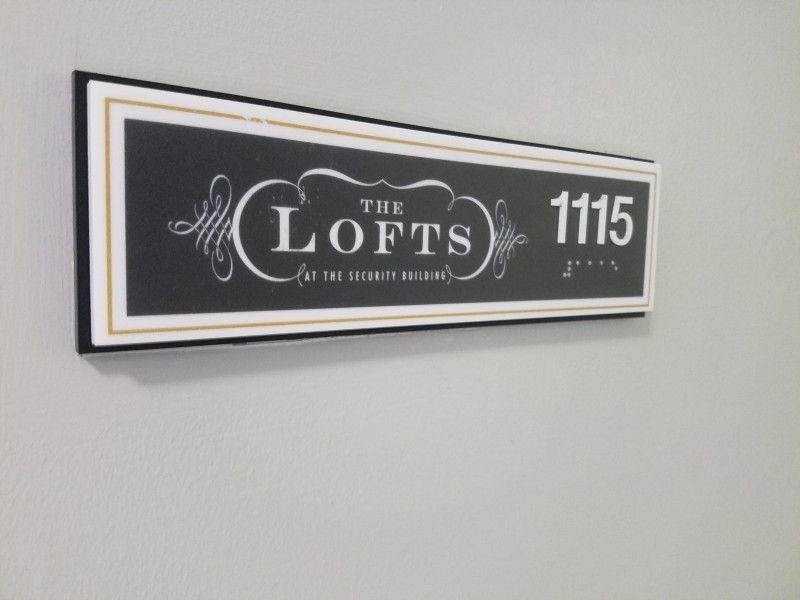 THE
LOFTS
AT THE SECURITY BUILDING
1115
⠼⠁⠁⠁⠑